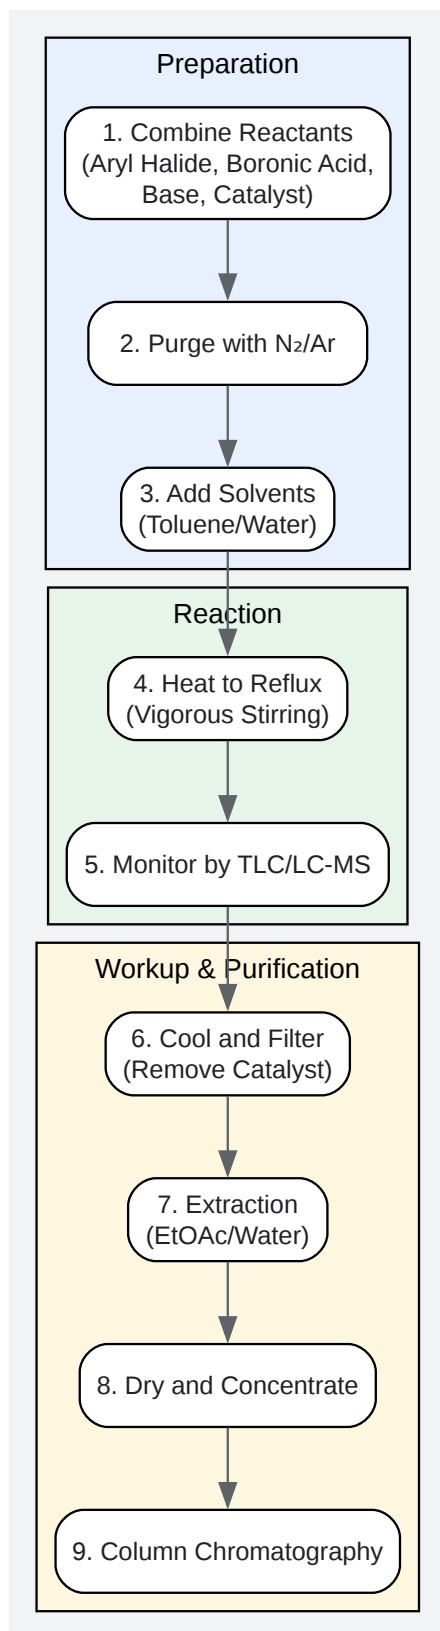 Preparation
1. Combine Reactants
(Aryl Halide, Boronic Acid,
Base, Catalyst)
2. Purge with N₂/Ar
3. Add Solvents
(Toluene/Water)
Reaction
4. Heat to Reflux
(Vigorous Stirring)
5. Monitor by TLC/LC-MS
Workup & Purification
6. Cool and Filter
(Remove Catalyst)
7. Extraction
(EtOAc/Water)
8. Dry and Concentrate
9. Column Chromatography